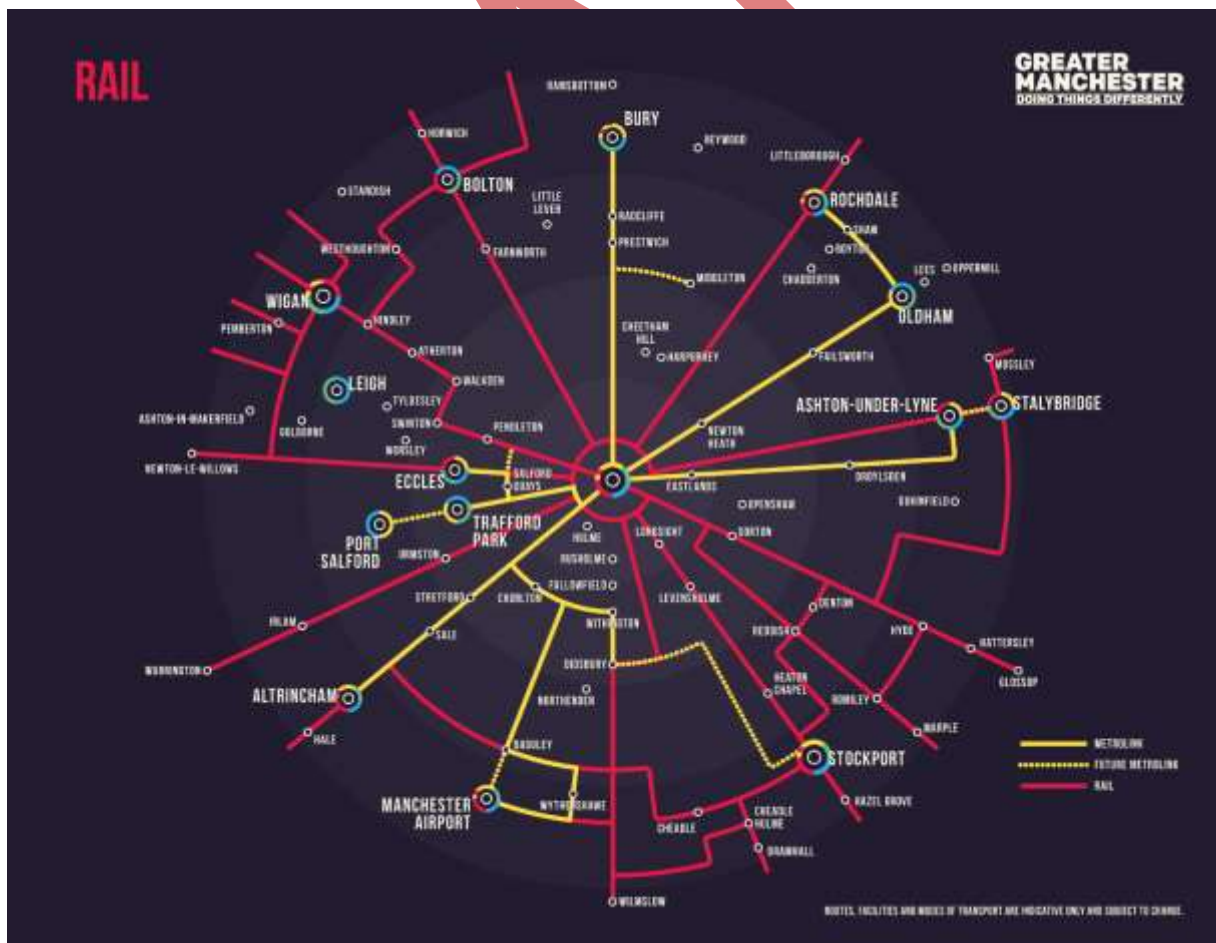 RAIL
GREATER
MANCHESTER
DOING THINGS DIFFERENTLY
RAMSBOTTOM
BURY
HEYWOOD
HORWICH
LITTLEBOROUGH
BOLTON
STANDISH
LITTLE
LEVER
ROCHDALE
RADCLIFFE
SHAW
PRESTWICH
ROYTON
WESTHOUGHTON
FARNWORTH
CHADDERTON
LEES
UPPERMILL
MIDDLETON
WIGAN
OLDHAM
PEMBERTON
HINDLEY
CHEETHAM
HILL
HARPURHEY
ATHERTON
FAILSWORTH
MOSSLEY
LEIGH
WALKDEN
TYLDESLEY
ASHTON-UNDER-LYNE
STALYBRIDGE
ASHTON-IN-MAKERFIELD
GOLBORNE
SWINTON
PENDLETON
NEWTON
HEATH
WORSLEY
NEWTON-LE-WILLOWS
ECCLES
SALFORD
QUAYS
EASTLANDS
DROYLSDEN
DUKINFIELD
OPENSHAW
TRAFFORD
PARK
PORT
SALFORD
HULME
LONGSIGHT
GORTON
URMSTON
RUSHOLME
STRETFORD
CHORLTON
FALLOWFIELD
LEVENSHULME
DENTON
WITHINGTON
IRLAM
SALE
REDDISH
HYDE
HATTERSLEY
WARRINGTON
DIDSBURY
GLOSSOP
ALTRINCHAM
NORTHENDEN
HEATON
CHAPEL
ROMILEY
HALE
MARPLE
BAGULEY
STOCKPORT
METROLINK
FUTURE METROLINK
RAIL
MANCHESTER
AIRPORT
WYTHENSHAWE
CHEADLE
CHEADLE
HULME
HAZEL GROVE
BRAMHALL
WILMSLOW
ROUTES, FACILITIES AND MODES OF TRANSPORT ARE INDICATIVE ONLY AND SUBJECT TO CHANGE.